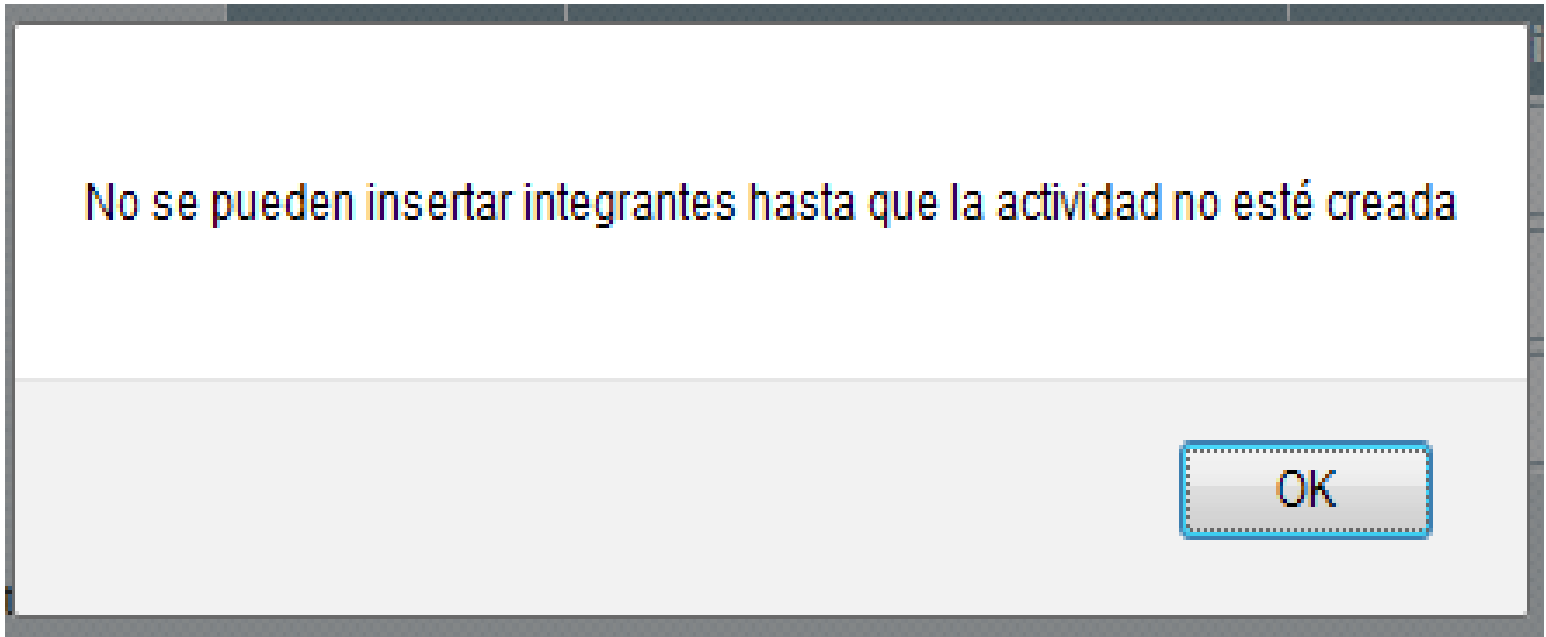 No se pueden insertar integrantes hasta que la actividad no esté creada
OK